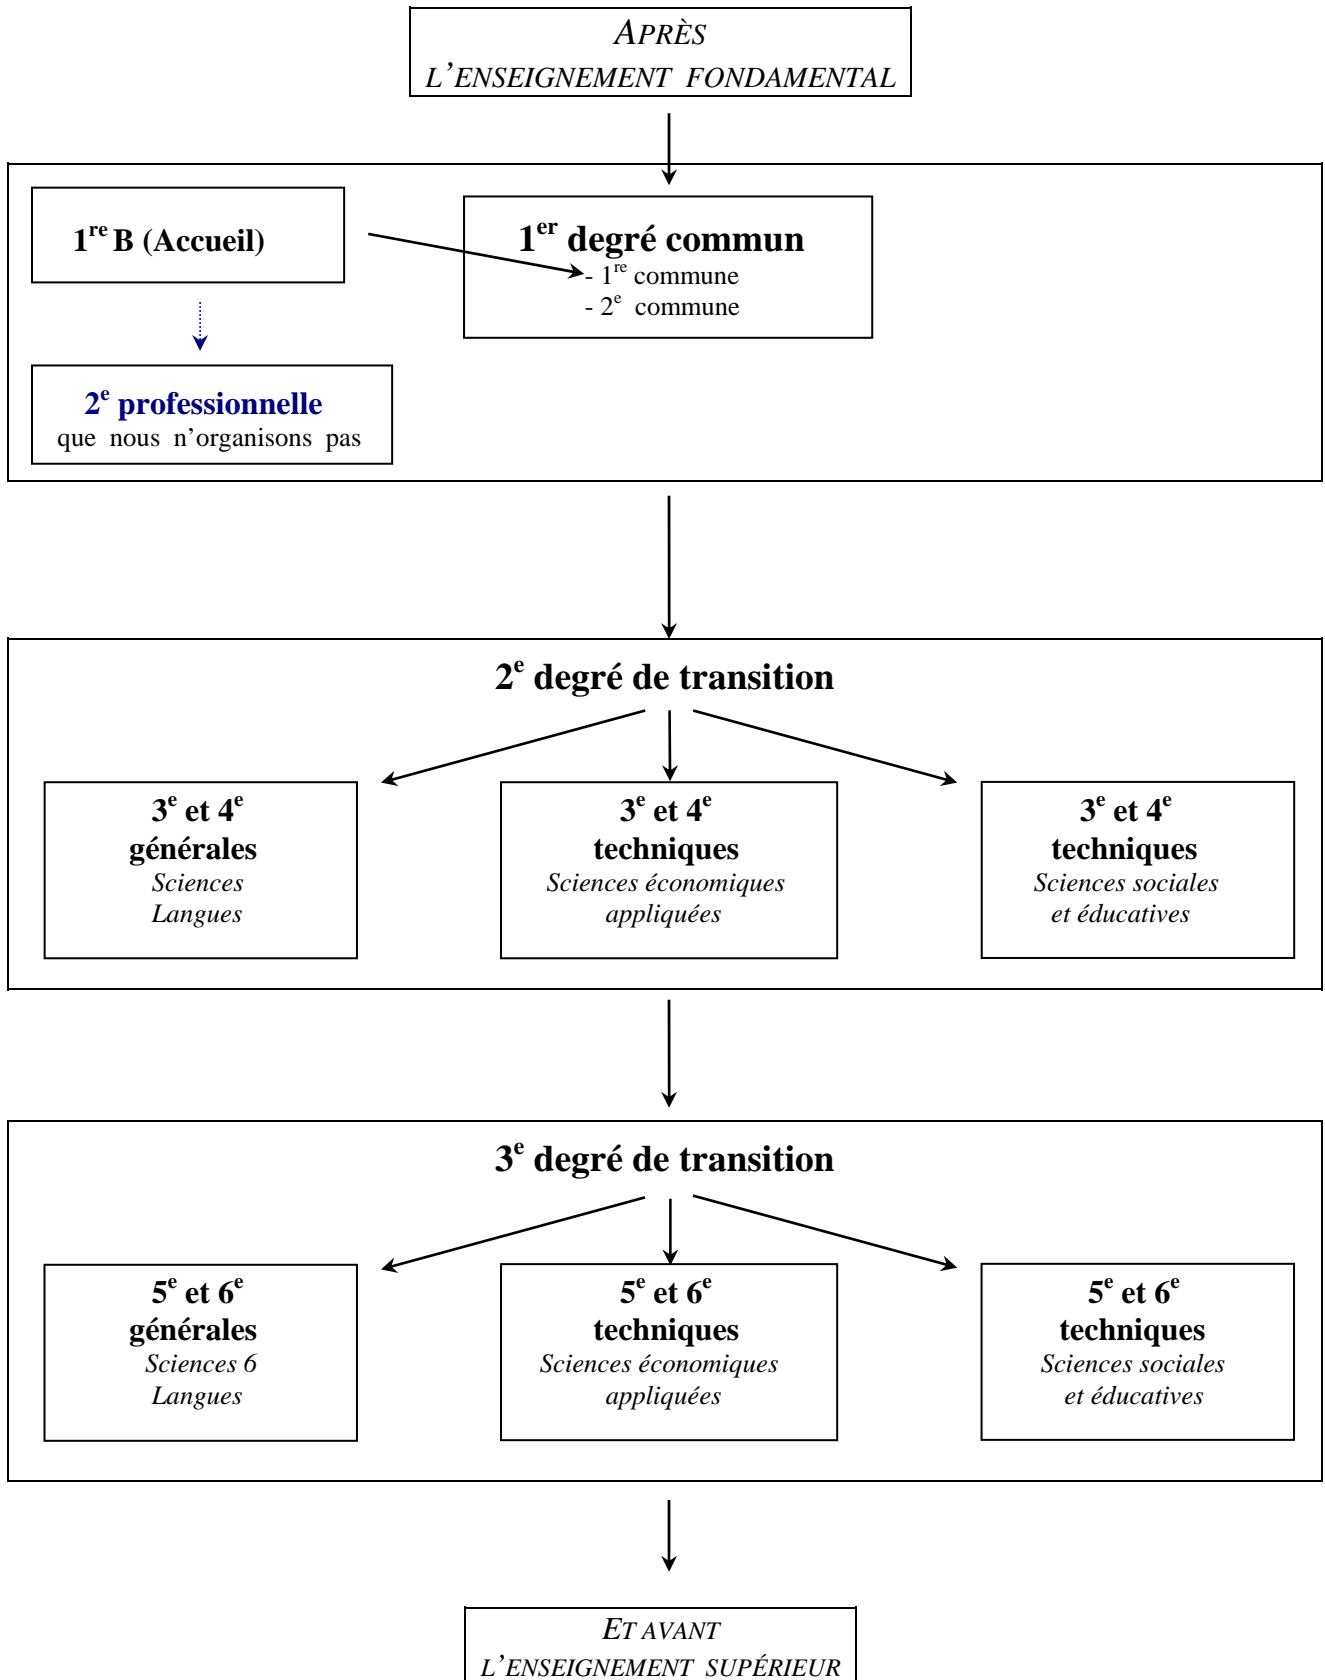 APRÈS
L’ENSEIGNEMENT FONDAMENTAL
1re B (Accueil)
1er degré commun
- 1re commune
- 2e commune
2e professionnelle
que nous n’organisons pas
2e degré de transition
3e et 4e
générales
Sciences
Langues
3e et 4e
techniques
Sciences économiques
appliquées
3e et 4e
techniques
Sciences sociales
et éducatives
3e degré de transition
5e et 6e
générales
Sciences 6
Langues
5e et 6e
techniques
Sciences économiques
appliquées
5e et 6e
techniques
Sciences sociales
et éducatives
ET AVANT
L’ENSEIGNEMENT SUPÉRIEUR